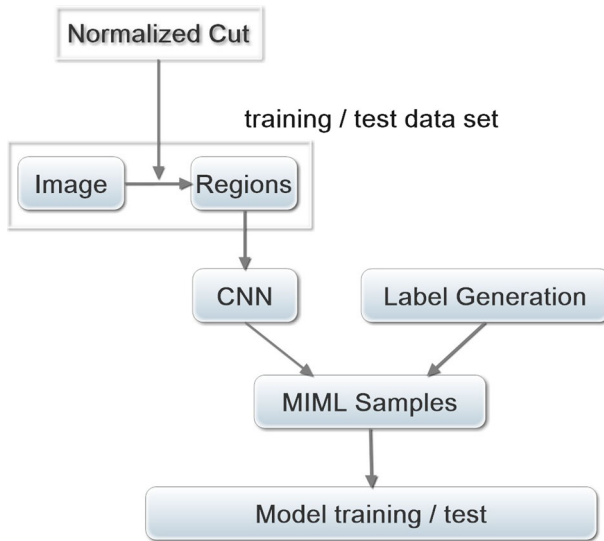 Normalized Cut
training / test data set
Image
Regions
CNN
Label Generation
MIML Samples
Model training / test